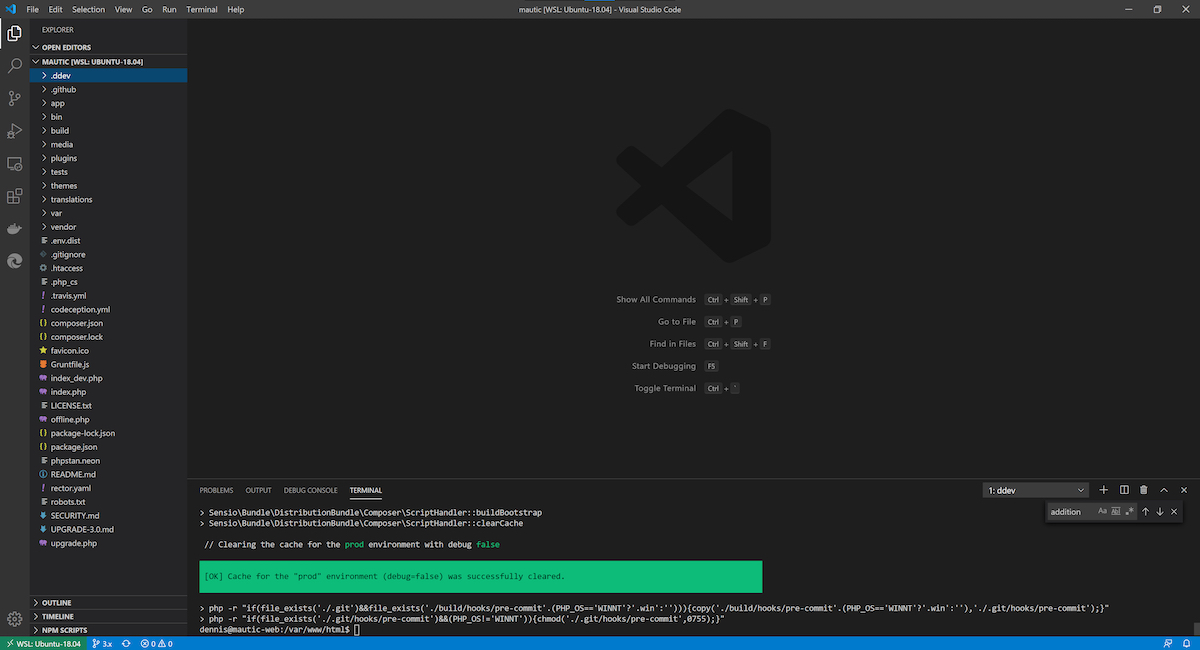 File Edit Selection View Go Run Terminal Help
mautic [WSL: Ubuntu-18.04] - Visual Studio Code
EXPLORER
OPEN EDITORS
MAUTIC [WSL: UBUNTU-18.04]
.ddev
.github
app
bin
build
media
plugins
tests
themes
translations
var
vendor
.env.dist
.gitignore
.htaccess
.php_cs
.travis.yml
codeception.yml
composer.json
composer.lock
favicon.ico
Gruntfile.js
index_dev.php
index.php
LICENSE.txt
offline.php
package-lock.json
package.json
phpstan.neon
README.md
rector.yaml
robots.txt
SECURITY.md
UPGRADE-3.0.md
upgrade.php
OUTLINE
TIMELINE
NPM SCRIPTS
Show All Commands Ctrl + Shift + P
Go to File Ctrl + P
Find in Files Ctrl + Shift + F
Start Debugging F5
Toggle Terminal Ctrl + `
PROBLEMS OUTPUT DEBUG CONSOLE TERMINAL
1: ddev
addition Aa Abl .*
> Sensio\Bundle\DistributionBundle\Composer\ScriptHandler::buildBootstrap
> Sensio\Bundle\DistributionBundle\Composer\ScriptHandler::clearCache
// Clearing the cache for the prod environment with debug false
[OK] Cache for the "prod" environment (debug=false) was successfully cleared.
> php -r "if(file_exists('./.git')&&file_exists('./build/hooks/pre-commit'.(PHP_OS=='WINNT'?'.win':''))){copy('./build/hooks/pre-commit'.(PHP_OS=='WINNT'?'.win':''),'./.git/hooks/pre-commit');}"
> php -r "if(file_exists('./.git/hooks/pre-commit')&&(PHP_OS!='WINNT')){chmod('./.git/hooks/pre-commit',0755);}"
dennis@mautic-web:/var/www/html$
WSL: Ubuntu-18.04 3.x 0 0